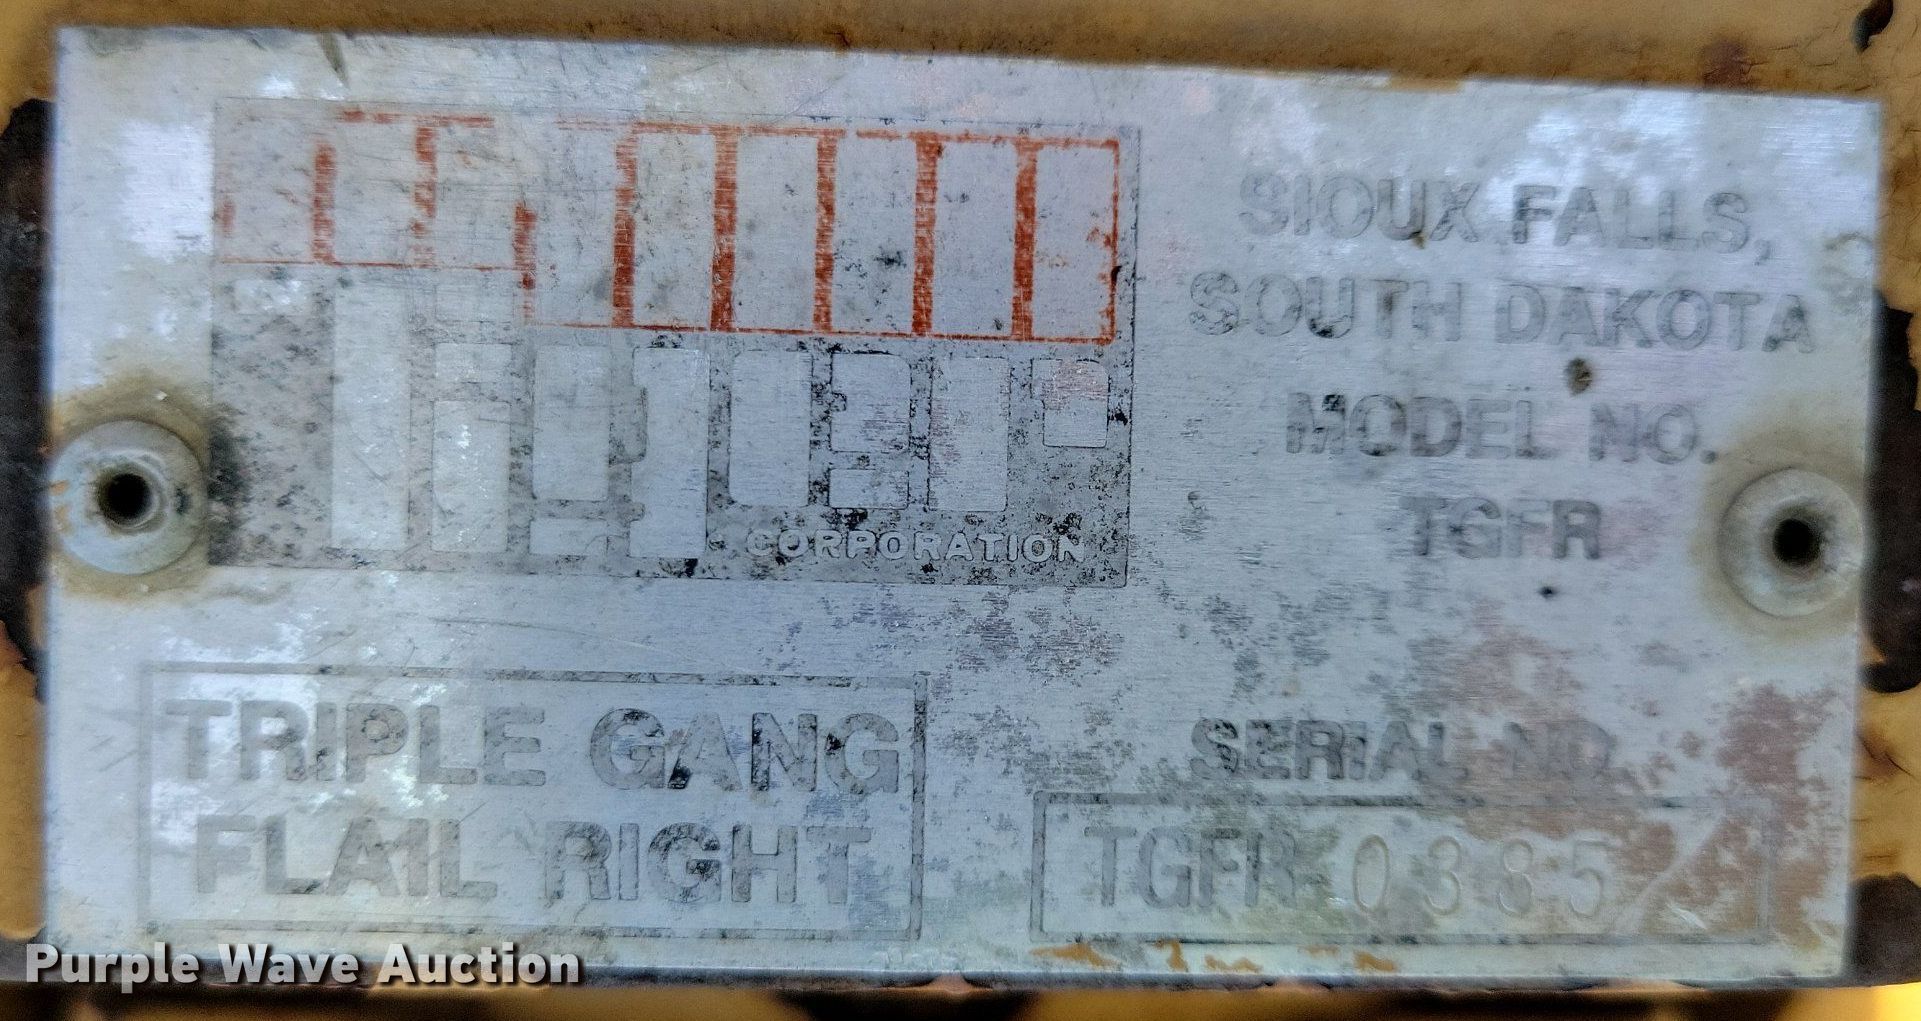 CORPORATION
SIOUX FALLS,
SOUTH DAKOTA
MODEL NO.
TGFR
TRIPLE GANG
FLAIL RIGHT
SERIAL NO.
TGFR-0385
Purple Wave Auction